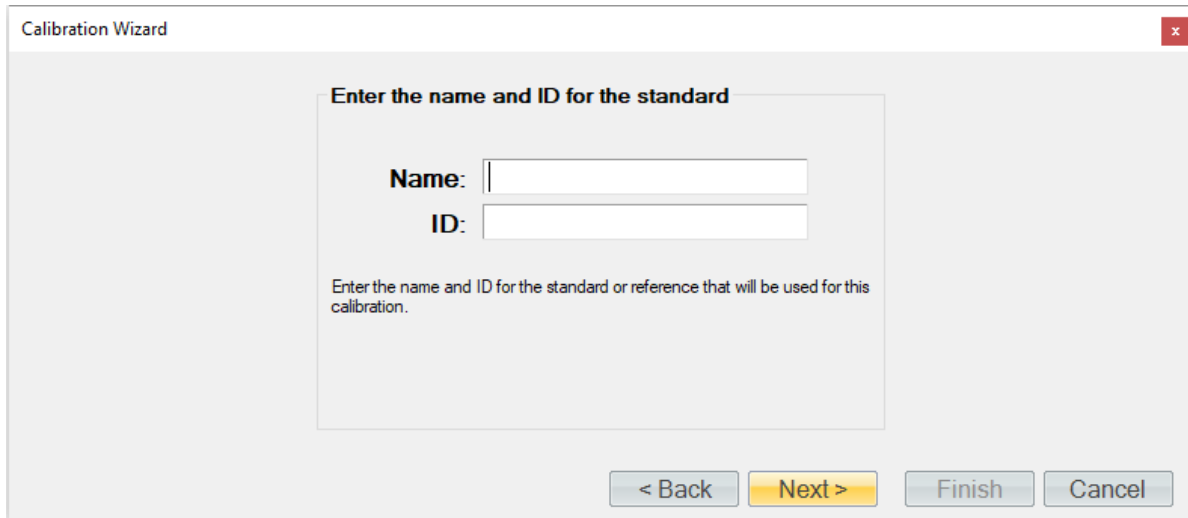 Calibration Wizard
x
Enter the name and ID for the standard
Name:
ID:
Enter the name and ID for the standard or reference that will be used for this
calibration.
< Back Next > Finish Cancel